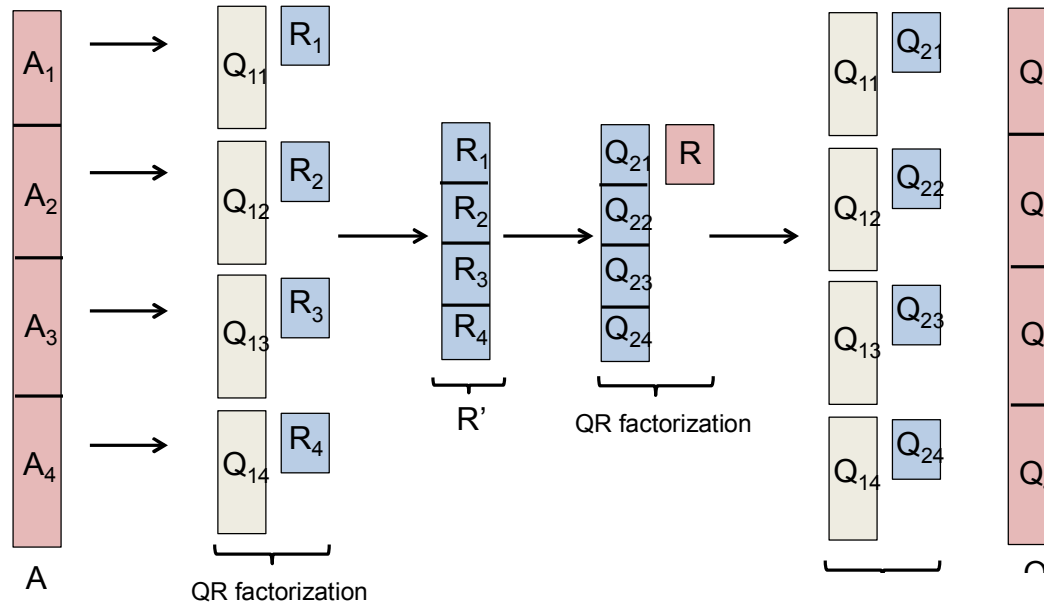 A₁
A₂
A₃
A₄
A
Q₁₁
R₁
Q₁₂
R₂
Q₁₃
R₃
Q₁₄
R₄
QR factorization
R₁
R₂
R₃
R₄
R’
Q₂₁
R
Q₂₂
Q₂₃
Q₂₄
QR factorization
Q₁₁
Q₂₁
Q₁₂
Q₂₂
Q₁₃
Q₂₃
Q₁₄
Q₂₄